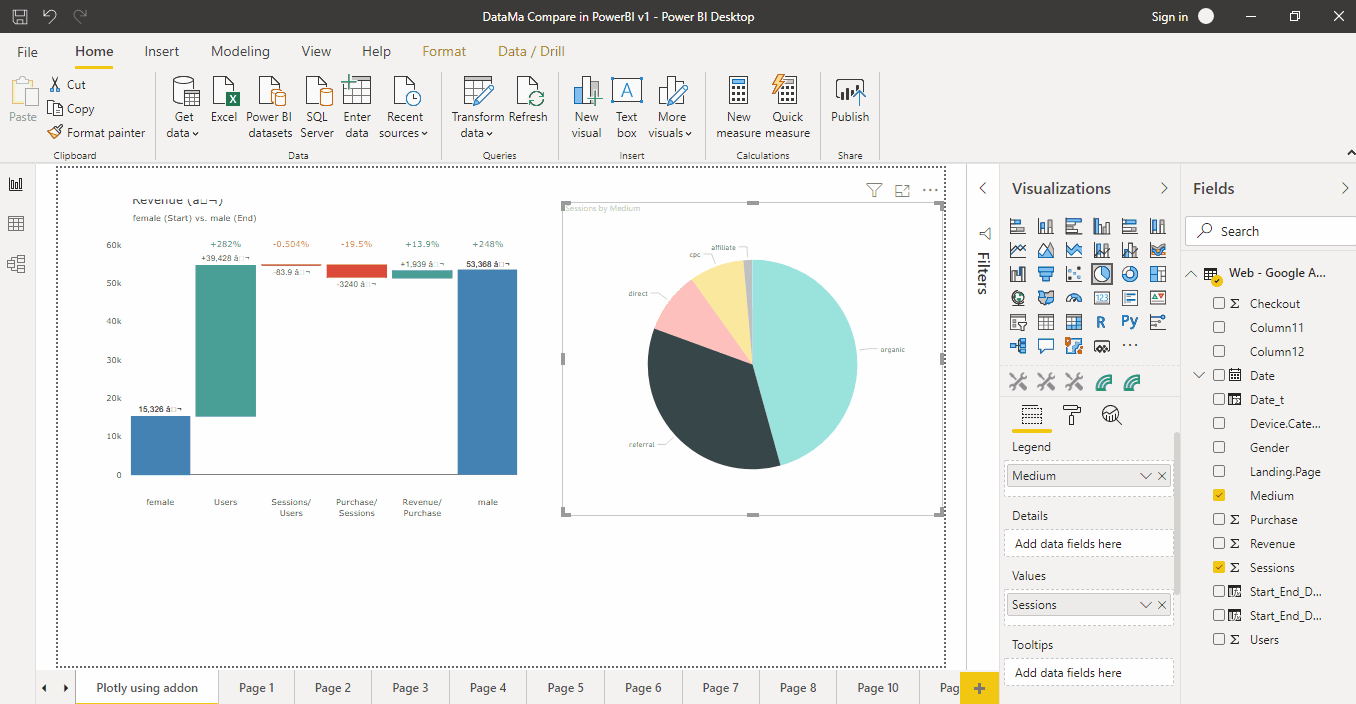 DataMa Compare in PowerBI v1 - Power BI Desktop
Sign in
File
Home
Insert
Modeling
View
Help
Format
Data / Drill
Paste
Cut
Copy
Format painter
Clipboard
Get data
Excel
Power BI datasets
SQL Server
Enter data
Recent sources
Data
Transform data
Refresh
Queries
New visual
Text box
More visuals
Insert
New measure
Quick measure
Calculations
Publish
Share
female (Start) vs. male (End)
60k
50k
40k
30k
20k
10k
0
+282%
-0.504%
-19.5%
+13.9%
+248%
15,326 â□¬
+39,428 â□¬
-83.9 â□¬
-3240 â□¬
+1,939 â□¬
53,368 â□¬
female
Users
Sessions/
Users
Purchase/
Sessions
Revenue/
Purchase
male
Sessions by Medium
affiliate
cpc
direct
organic
referral
Filters
Visualizations
123
R
Py
Legend
Medium
Details
Add data fields here
Values
Sessions
Tooltips
Add data fields here
Fields
Search
Web - Google A...
Checkout
Column11
Column12
Date
Date_t
Device.Cate...
Gender
Landing.Page
Medium
Purchase
Revenue
Sessions
Start_End_D...
Start_End_D...
Users
Plotly using addon
Page 1
Page 2
Page 3
Page 4
Page 5
Page 6
Page 7
Page 8
Page 10
Pag